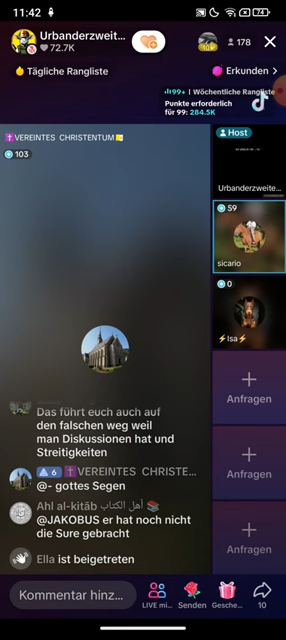 11:42
74
Urbanderzweit...
72.7K
178
Tägliche Rangliste
Erkunden >
99+ | Wöchentliche Rangliste
Punkte erforderlich
für 99: 284.5K
VEREINTES CHRISTENTUM
103
Host
Urbanderzweite...
59
sicario
0
⚡Isa⚡
+
Anfragen
+
Anfragen
+
Anfragen
Das führt euch auch auf
den falschen weg weil
man Diskussionen hat und
Streitigkeiten
6 VEREINTES CHRISTE...
@- gottes Segen
Ahl al-kitāb أهل الكتاب
@JAKOBUS er hat noch nicht
die Sure gebracht
Ella ist beigetreten
Kommentar hinz...
LIVE mi...
Senden
Gesche...
10